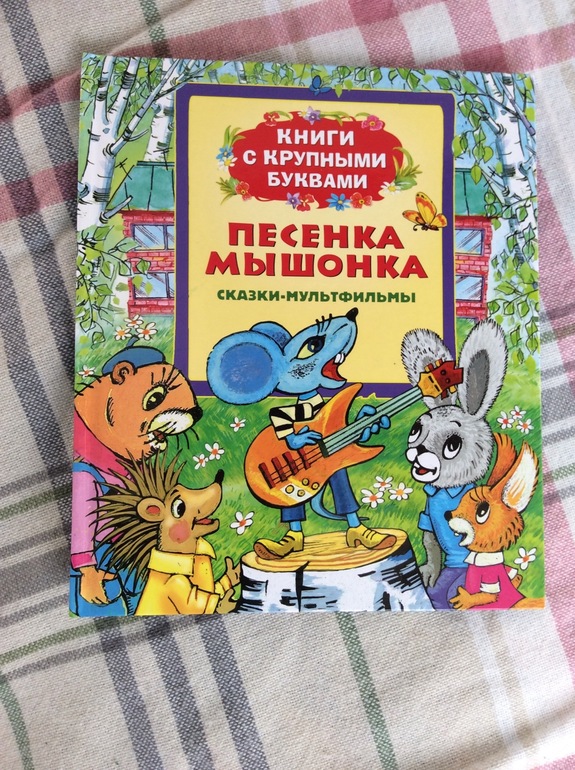 КНИГИ
С КРУПНЫМИ
БУКВАМИ
ПЕСЕНКА
МЫШОНКА
СКАЗКИ-МУЛЬТФИЛЬМЫ